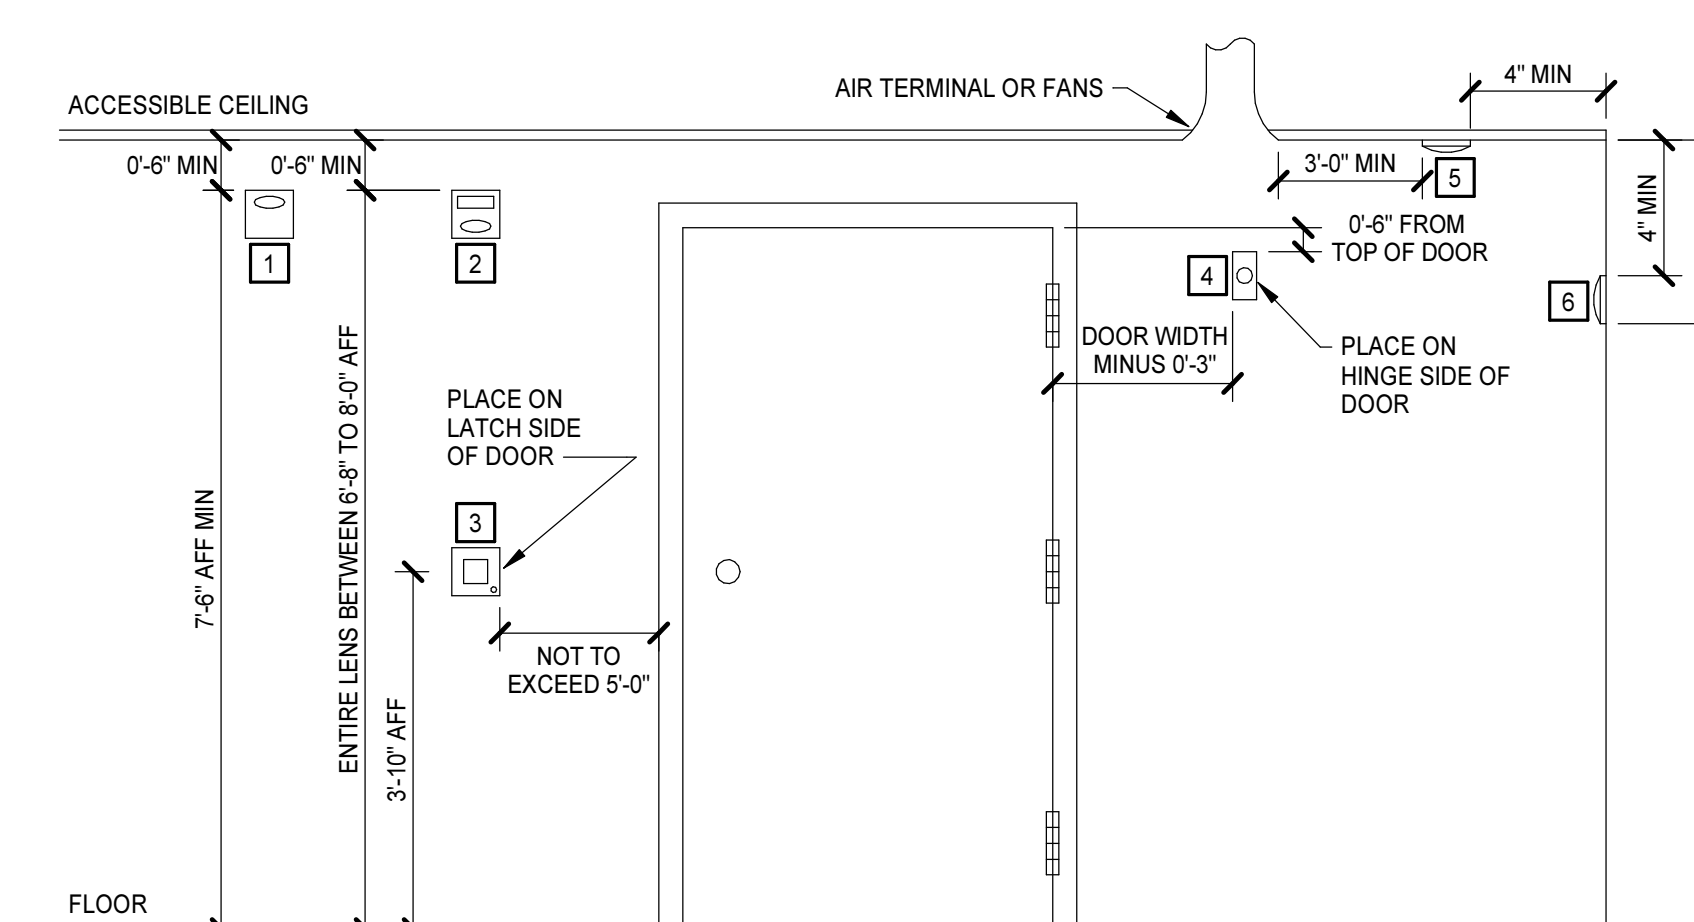 AIR TERMINAL OR FANS
4" MIN
ACCESSIBLE CEILING
0'-6" MIN
0'-6" MIN
3'-0" MIN
5
4" MIN
1
2
0'-6" FROM
TOP OF DOOR
4
6
DOOR WIDTH
MINUS 0'-3"
PLACE ON
HINGE SIDE OF
DOOR
PLACE ON
LATCH SIDE
OF DOOR
3
7'-6" AFF MIN
ENTIRE LENS BETWEEN 6'-8" TO 8'-0" AFF
3'-10" AFF
NOT TO
EXCEED 5'-0"
FLOOR